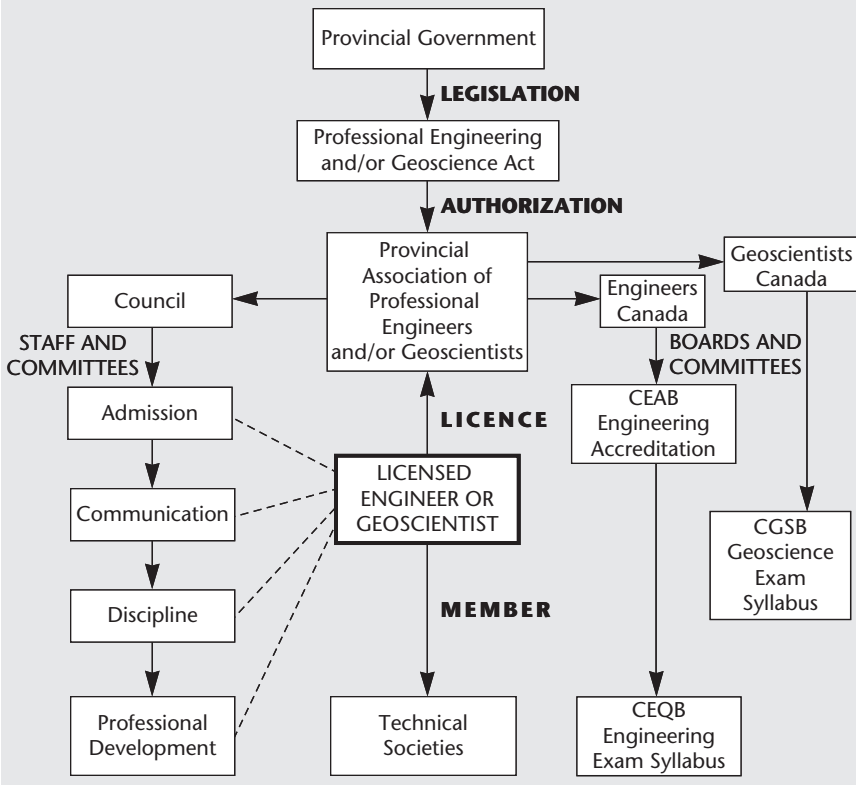 Provincial Government
LEGISLATION
Professional Engineering
and/or Geoscience Act
AUTHORIZATION
Provincial
Association of
Professional
Engineers
and/or Geoscientists
Geoscientists
Canada
Engineers
Canada
Council
STAFF AND
COMMITTEES
BOARDS AND
COMMITTEES
Admission
LICENCE
CEAB
Engineering
Accreditation
LICENSED
ENGINEER OR
GEOSCIENTIST
Communication
CGSB
Geoscience
Exam
Syllabus
Discipline
MEMBER
Professional
Development
Technical
Societies
CEQB
Engineering
Exam Syllabus